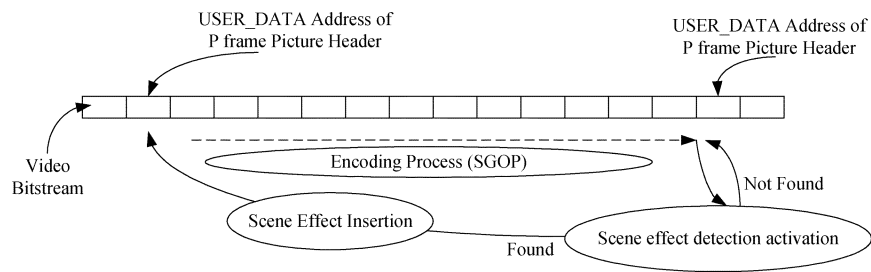 USER_DATA Address of
P frame Picture Header
USER_DATA Address of
P frame Picture Header
Video
Bitstream
Encoding Process (SGOP)
Not Found
Scene Effect Insertion
Found
Scene effect detection activation